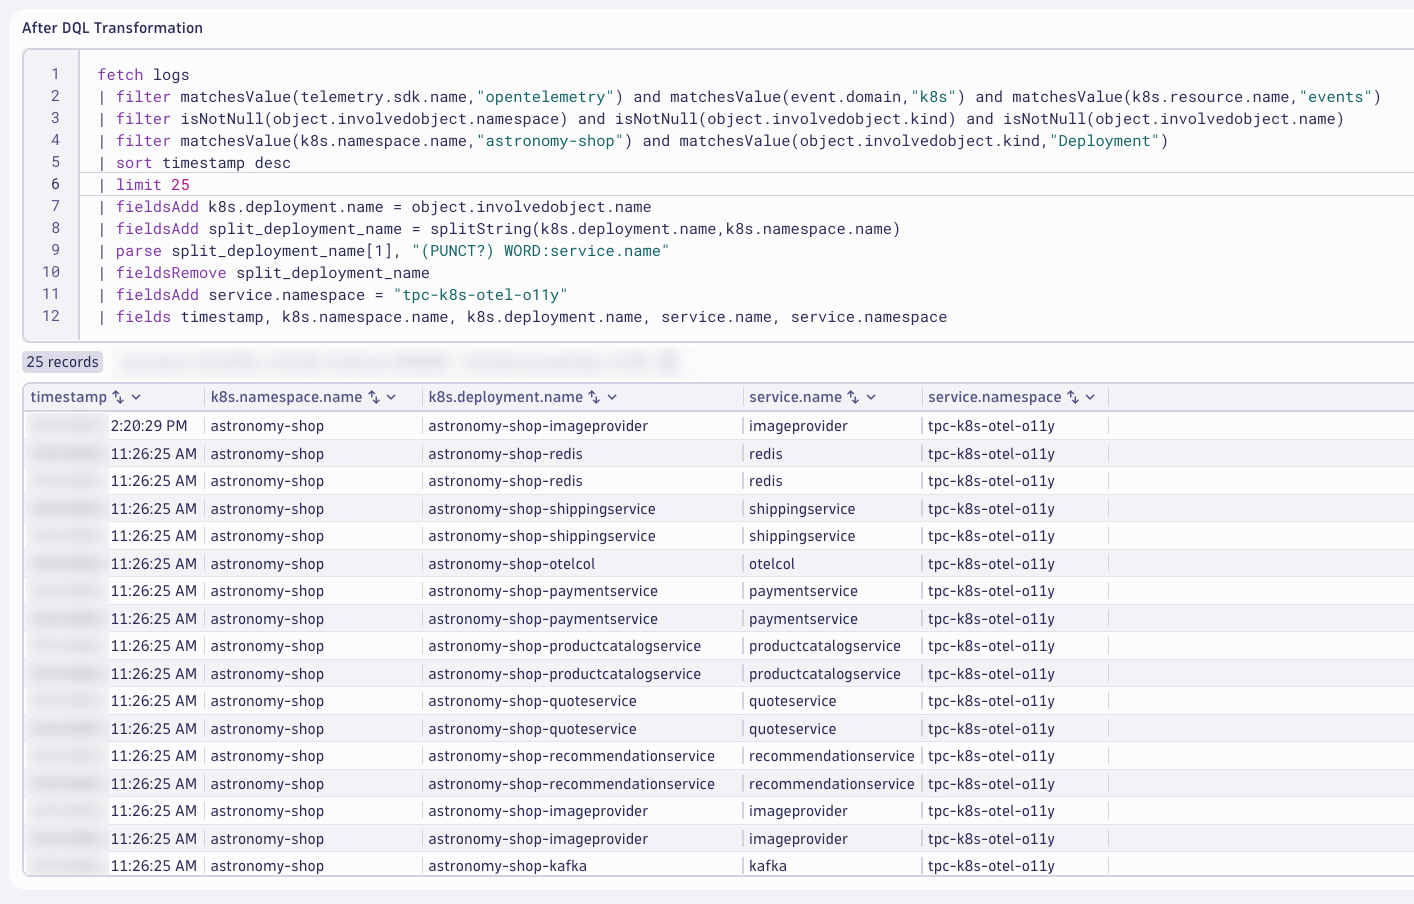 After DQL Transformation
1 fetch logs
2 | filter matchesValue(telemetry.sdk.name,"opentelemetry") and matchesValue(event.domain,"k8s") and matchesValue(k8s.resource.name,"events")
3 | filter isNotNull(object.involvedobject.namespace) and isNotNull(object.involvedobject.kind) and isNotNull(object.involvedobject.name)
4 | filter matchesValue(k8s.namespace.name,"astronomy-shop") and matchesValue(object.involvedobject.kind,"Deployment")
5 | sort timestamp desc
6 | limit 25
7 | fieldsAdd k8s.deployment.name = object.involvedobject.name
8 | fieldsAdd split_deployment_name = splitString(k8s.deployment.name,k8s.namespace.name)
9 | parse split_deployment_name[1], "(PUNCT?) WORD:service.name"
10 | fieldsRemove split_deployment_name
11 | fieldsAdd service.namespace = "tpc-k8s-otel-o11y"
12 | fields timestamp, k8s.namespace.name, k8s.deployment.name, service.name, service.namespace
25 records
timestamp k8s.namespace.name k8s.deployment.name service.name service.namespace
2:20:29 PM astronomy-shop astronomy-shop-imageprovider imageprovider tpc-k8s-otel-o11y
11:26:25 AM astronomy-shop astronomy-shop-redis redis tpc-k8s-otel-o11y
11:26:25 AM astronomy-shop astronomy-shop-redis redis tpc-k8s-otel-o11y
11:26:25 AM astronomy-shop astronomy-shop-shippingservice shippingservice tpc-k8s-otel-o11y
11:26:25 AM astronomy-shop astronomy-shop-shippingservice shippingservice tpc-k8s-otel-o11y
11:26:25 AM astronomy-shop astronomy-shop-otelcol otelcol tpc-k8s-otel-o11y
11:26:25 AM astronomy-shop astronomy-shop-paymentservice paymentservice tpc-k8s-otel-o11y
11:26:25 AM astronomy-shop astronomy-shop-paymentservice paymentservice tpc-k8s-otel-o11y
11:26:25 AM astronomy-shop astronomy-shop-productcatalogservice productcatalogservice tpc-k8s-otel-o11y
11:26:25 AM astronomy-shop astronomy-shop-productcatalogservice productcatalogservice tpc-k8s-otel-o11y
11:26:25 AM astronomy-shop astronomy-shop-quoteservice quoteservice tpc-k8s-otel-o11y
11:26:25 AM astronomy-shop astronomy-shop-quoteservice quoteservice tpc-k8s-otel-o11y
11:26:25 AM astronomy-shop astronomy-shop-recommendationservice recommendationservice tpc-k8s-otel-o11y
11:26:25 AM astronomy-shop astronomy-shop-recommendationservice recommendationservice tpc-k8s-otel-o11y
11:26:25 AM astronomy-shop astronomy-shop-imageprovider imageprovider tpc-k8s-otel-o11y
11:26:25 AM astronomy-shop astronomy-shop-imageprovider imageprovider tpc-k8s-otel-o11y
11:26:25 AM astronomy-shop astronomy-shop-kafka kafka tpc-k8s-otel-o11y